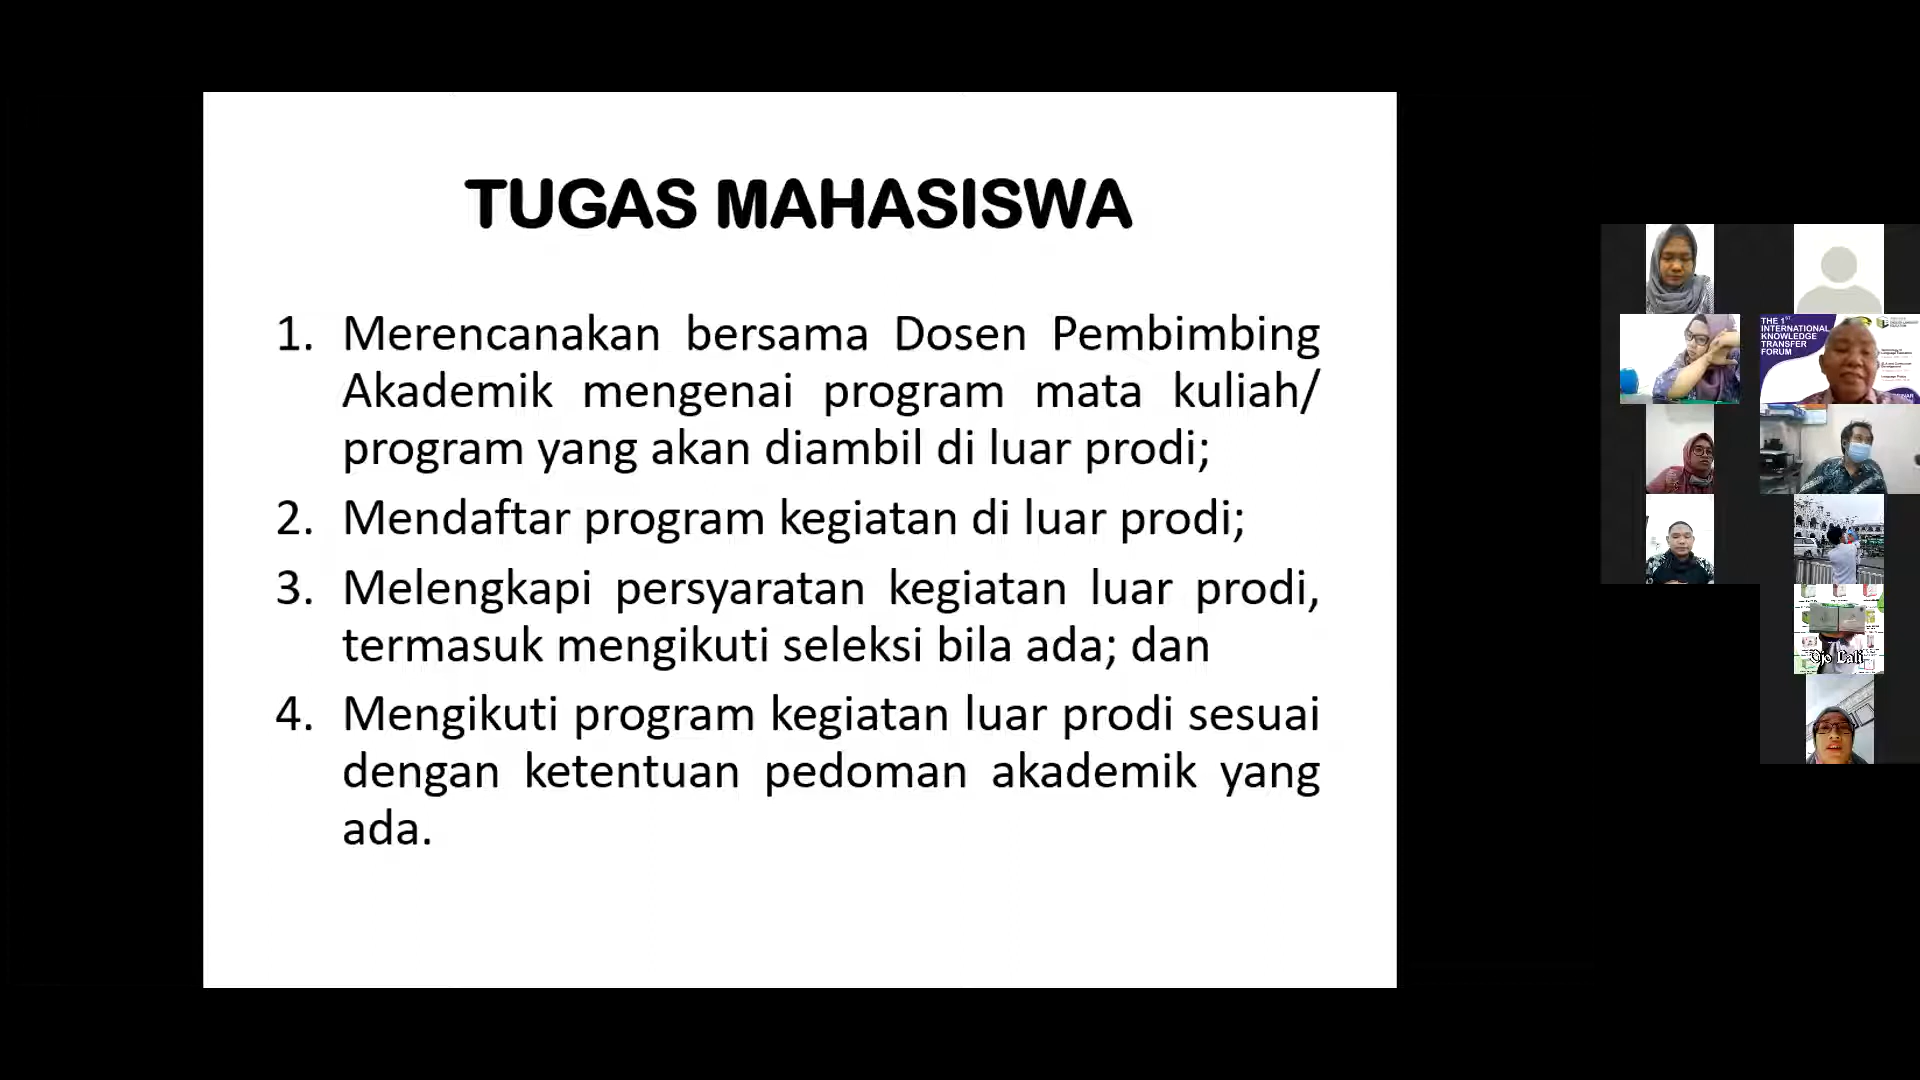 TUGAS MAHASISWA
1. Merencanakan bersama Dosen Pembimbing
Akademik mengenai program mata kuliah/
program yang akan diambil di luar prodi;
2. Mendaftar program kegiatan di luar prodi;
3. Melengkapi persyaratan kegiatan luar prodi,
termasuk mengikuti seleksi bila ada; dan
4. Mengikuti program kegiatan luar prodi sesuai
dengan ketentuan pedoman akademik yang
ada.
THE 1ST
INTERNATIONAL
KNOWLEDGE
TRANSFER
FORUM
Ojo Lali